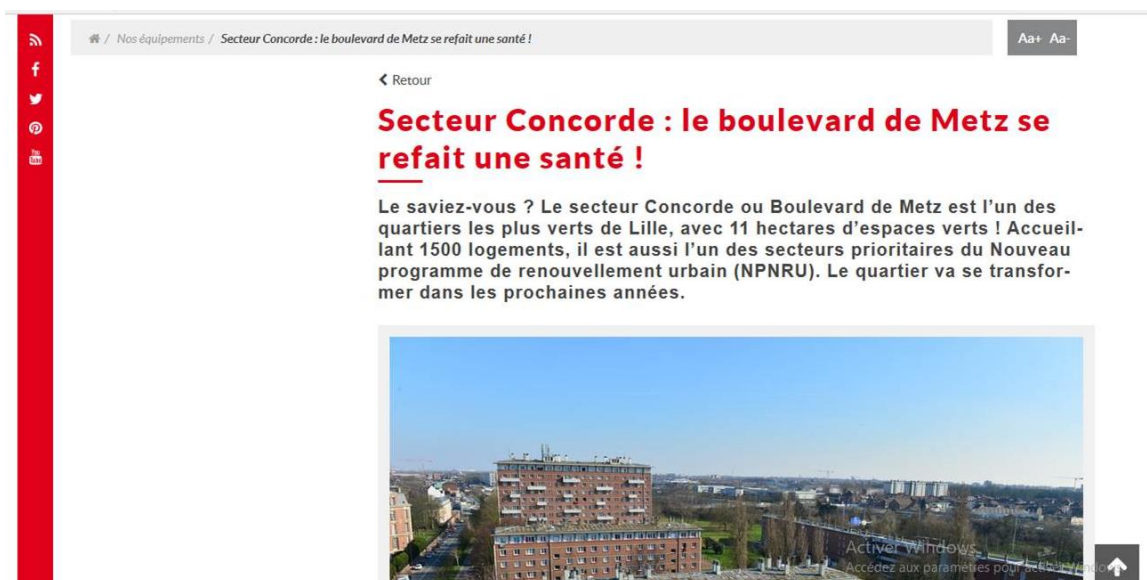 / Nos équipements / Secteur Concorde : le boulevard de Metz se refait une santé !
Aa+ Aa-
Retour
Secteur Concorde : le boulevard de Metz se
refait une santé !
Le saviez-vous ? Le secteur Concorde ou Boulevard de Metz est l’un des
quartiers les plus verts de Lille, avec 11 hectares d’espaces verts ! Accueil-
lant 1500 logements, il est aussi l’un des secteurs prioritaires du Nouveau
programme de renouvellement urbain (NPNRU). Le quartier va se transfor-
mer dans les prochaines années.
You
Tube
Activer Windows
Accédez aux paramètres pour activer Windo